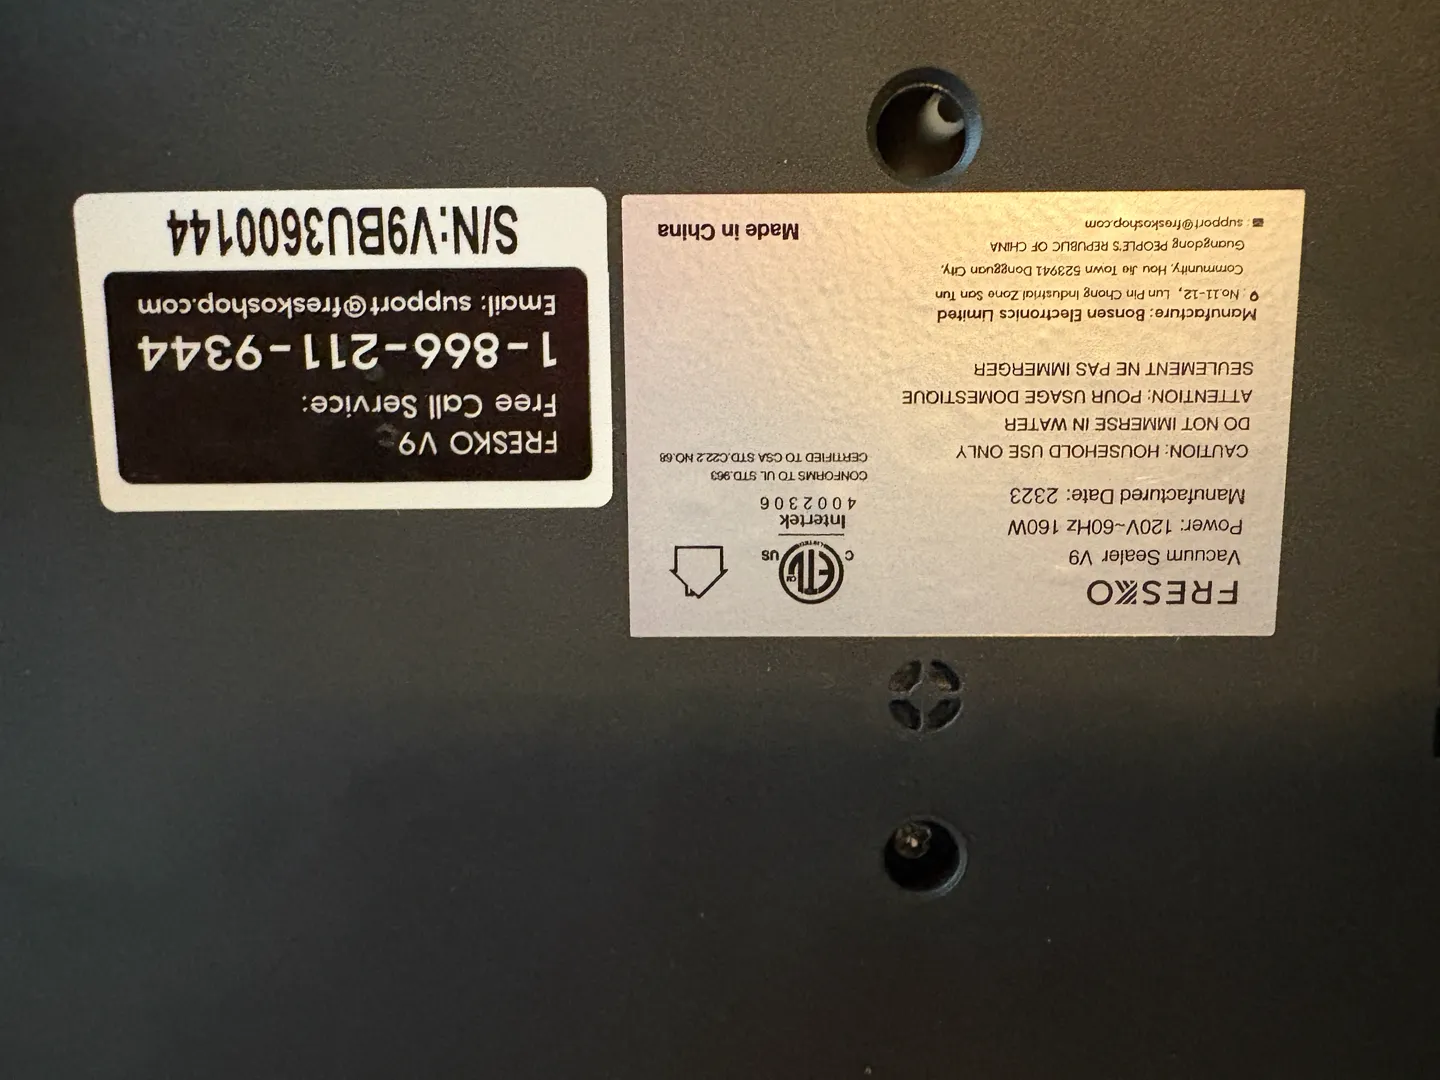 FRESKO
Vacuum Sealer V9
Power: 120V~60Hz 160W
Manufactured Date: 2323
CAUTION: HOUSEHOLD USE ONLY
DO NOT IMMERSE IN WATER
ATTENTION: POUR USAGE DOMESTIQUE
SEULEMENT NE PAS IMMERGER
Manufacture: Bonsen Electronics Limited
: No.11-12, Lun Pin Chong Industrial Zone San Tun
Community, Hou Jie Town 523941 Dongguan City,
Guangdong PEOPLE'S REPUBLIC OF CHINA
: support@freskoshop.com
C ETL CM LISTED US
Intertek
4002306
CONFORMS TO UL STD.963
CERTIFIED TO CSA STD.C22.2 NO.68
Made in China
FRESKO V9
Free Call Service:
1-866-211-9344
Email: support@freskoshop.com
S/N:V9BU3600144